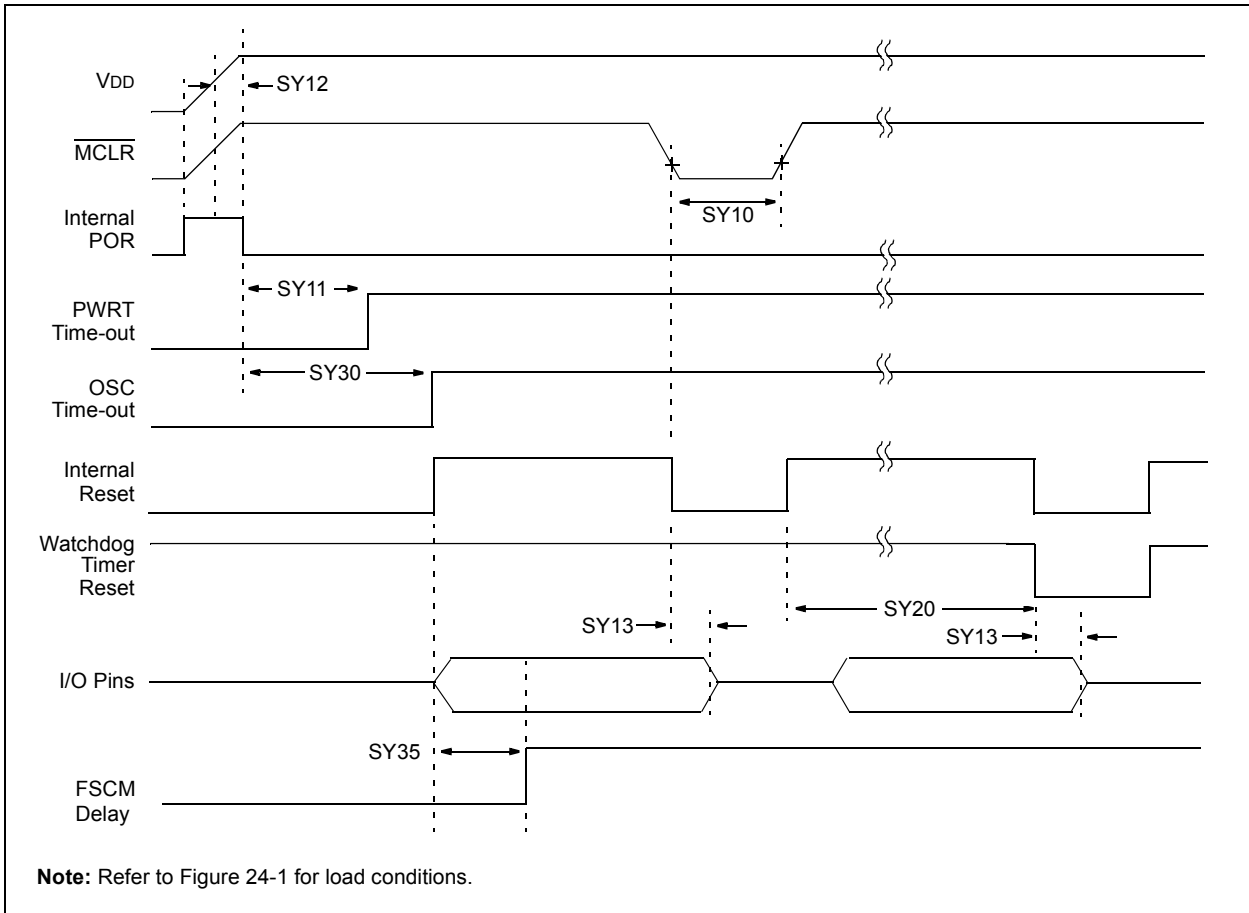 VDD
SY12
MCLR
SY10
Internal
POR
SY11
PWRT
Time-out
SY30
OSC
Time-out
Internal
Reset
Watchdog
Timer
Reset
SY20
SY13
SY13
I/O Pins
SY35
FSCM
Delay
Note: Refer to Figure 24-1 for load conditions.